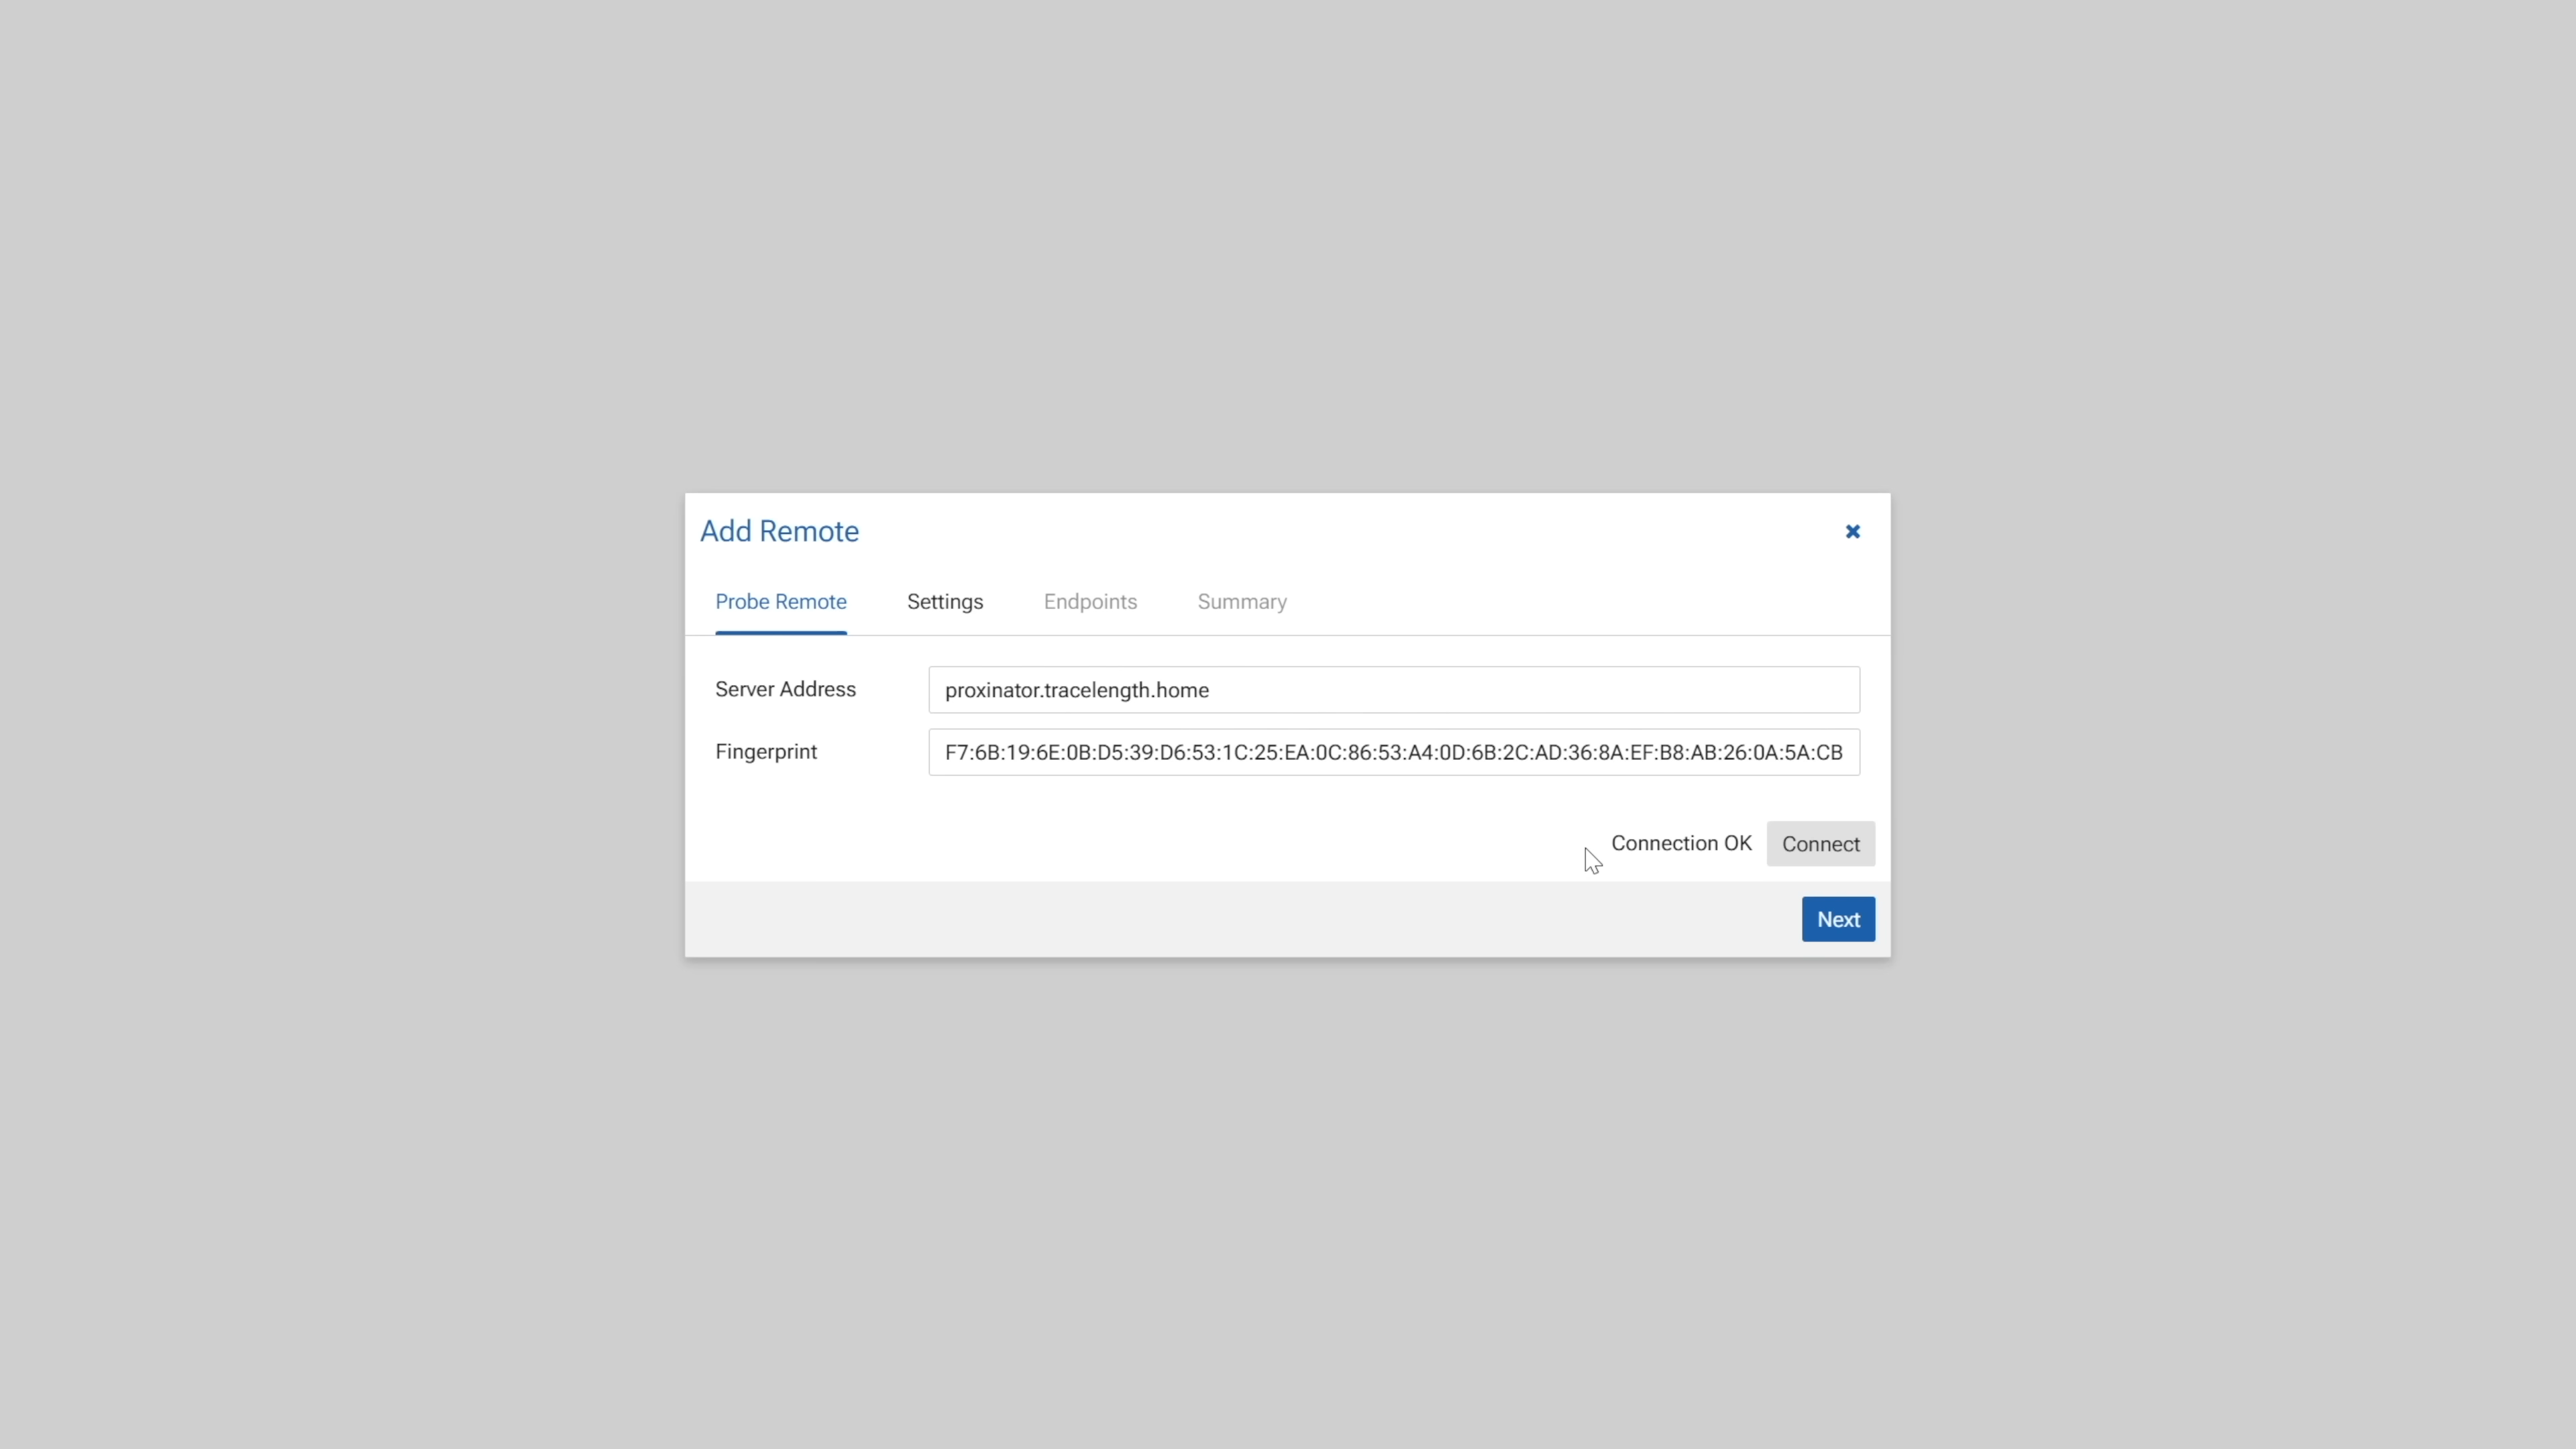 Add Remote
Probe Remote Settings Endpoints Summary
Server Address proxinator.tracelength.home
Fingerprint F7:6B:19:6E:0B:D5:39:D6:53:1C:25:EA:0C:86:53:A4:0D:6B:2C:AD:36:8A:EF:B8:AB:26:0A:5A:CB
Connection OK Connect
Next